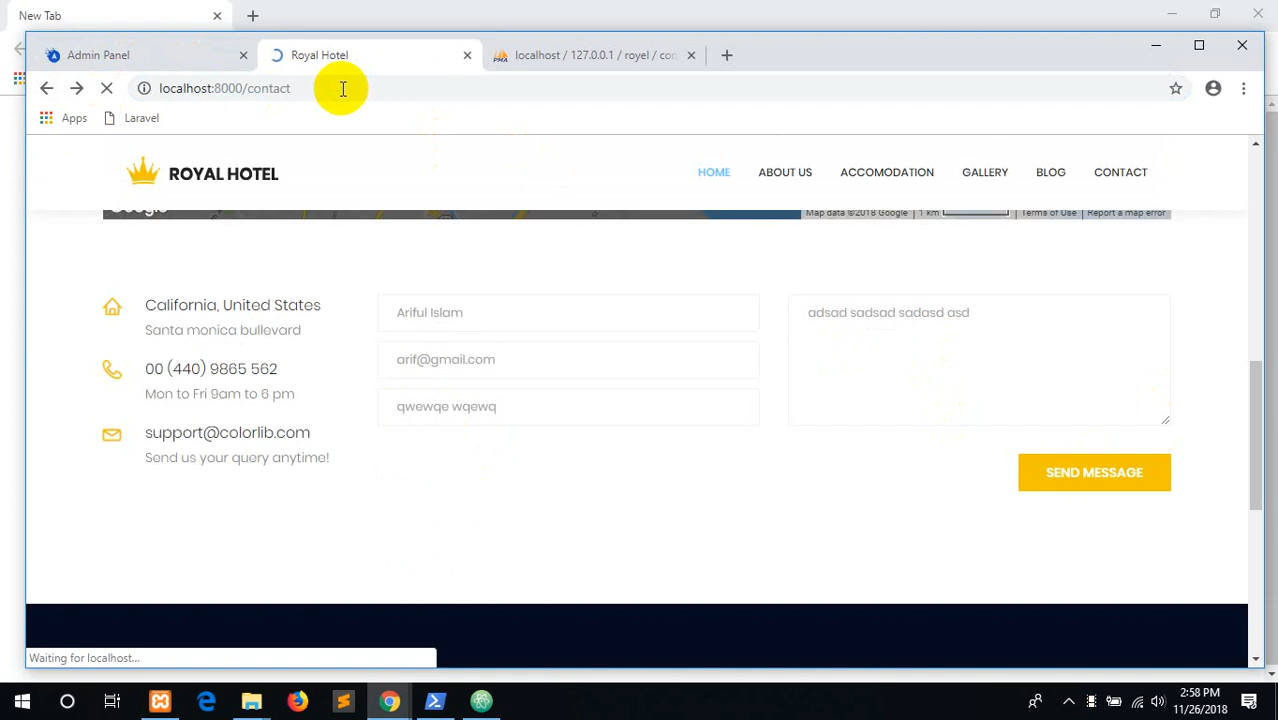 New Tab
Admin Panel
Royal Hotel
localhost / 127.0.0.1 / royel / con
localhost:8000/contact
Apps
Laravel
ROYAL HOTEL
HOME
ABOUT US
ACCOMODATION
GALLERY
BLOG
CONTACT
Google
Map data ©2018 Google
1 km
Terms of Use
Report a map error
California, United States
Santa monica bullevard
00 (440) 9865 562
Mon to Fri 9am to 6 pm
support@colorlib.com
Send us your query anytime!
Ariful Islam
arif@gmail.com
qwewqe wqewq
adsad sadsad sadasd asd
SEND MESSAGE
Waiting for localhost...
2:58 PM
11/26/2018